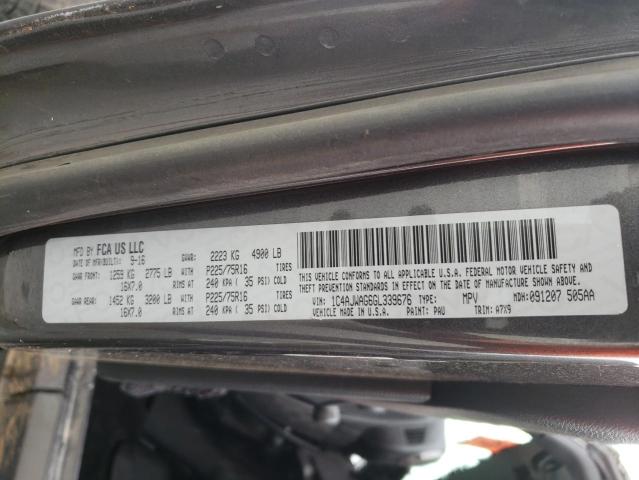 MFD BY FCA US LLC
DATE OF MFR/BUILT: 9-16
GVWR: 2223 KG 4900 LB
GAWR FRONT: 1259 KG 2775 LB WITH P225/75R16 TIRES
16X7.0 RIMS AT 240 KPA ( 35 PSI) COLD
GAWR REAR: 1452 KG 3200 LB WITH P225/75R16 TIRES
16X7.0 RIMS AT 240 KPA ( 35 PSI) COLD
THIS VEHICLE CONFORMS TO ALL APPLICABLE U.S.A. FEDERAL MOTOR VEHICLE SAFETY AND
THEFT PREVENTION STANDARDS IN EFFECT ON THE DATE OF MANUFACTURE SHOWN ABOVE.
VIN: 1C4AJWAG6GL339676 TYPE: MPV MDH:091207 505AA
VEHICLE MADE IN U.S.A. PAINT: PAU TRIM: A7X9